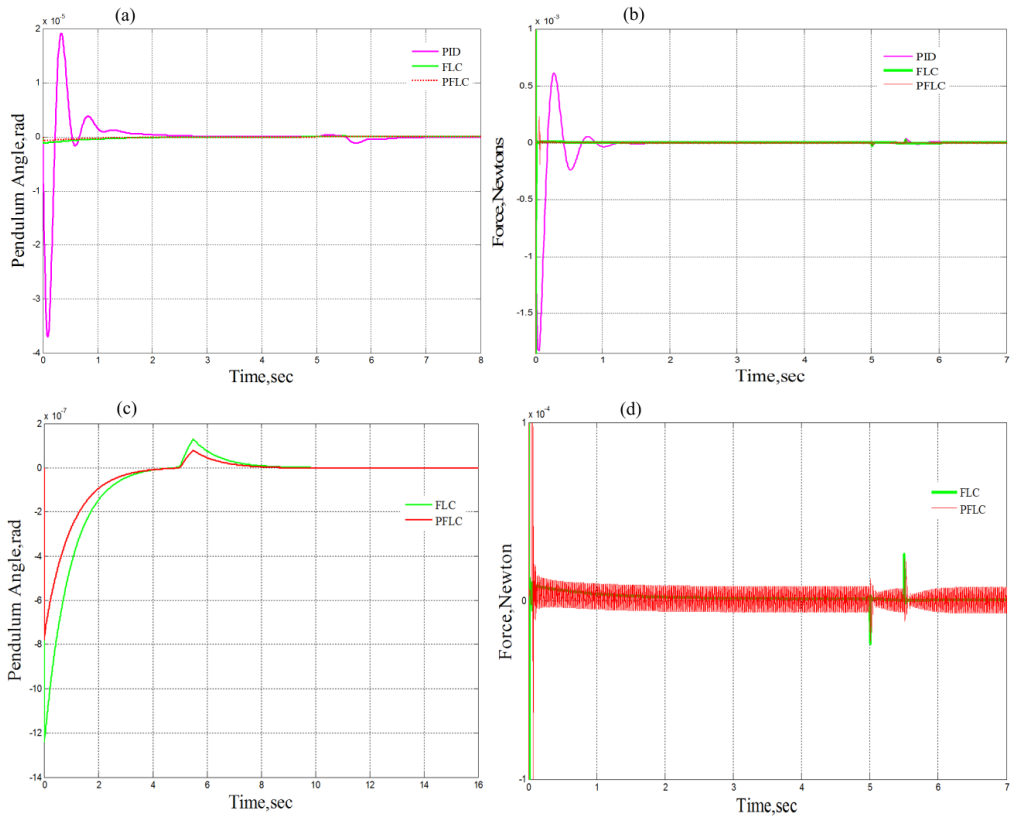 (a)
x 10^-5
2
1
0
-1
-2
-3
-4
0 1 2 3 4 5 6 7 8
Pendulum Angle,rad
Time,sec
PID
FLC
PFLC
(b)
x 10^-3
1
0.5
0
-0.5
-1
-1.5
0 1 2 3 4 5 6 7
Force,Newtons
Time,sec
PID
FLC
PFLC
(c)
x 10^-7
2
0
-2
-4
-6
-8
-10
-12
-14
6 2 4 6 8 10 12 14 16
Pendulum Angle,rad
Time,sec
FLC
PFLC
(d)
x 10^-4
1
0
-1
0 1 2 3 4 5 6 7
Force,Newton
Time,sec
FLC
PFLC